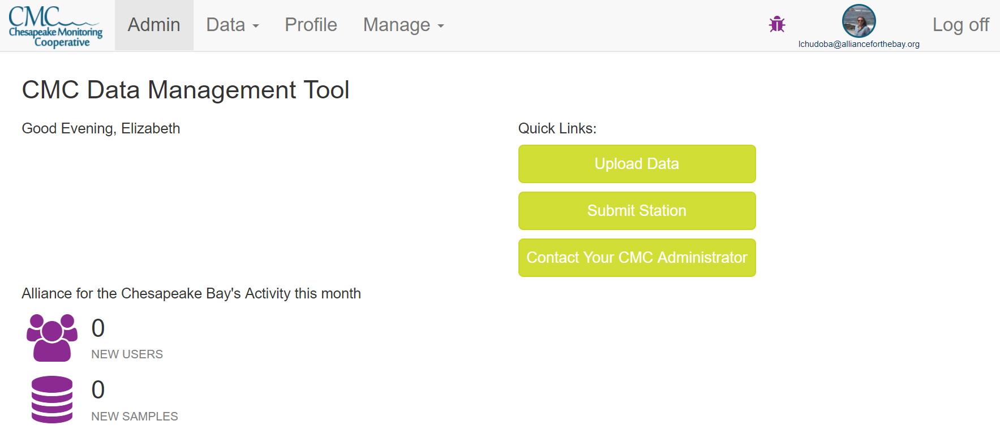 CMC
Chesapeake Monitoring
Cooperative
Admin
Data
Profile
Manage
lchudoba@allianceforthebay.org
Log off
CMC Data Management Tool
Good Evening, Elizabeth
Quick Links:
Upload Data
Submit Station
Contact Your CMC Administrator
Alliance for the Chesapeake Bay's Activity this month
0
NEW USERS
0
NEW SAMPLES